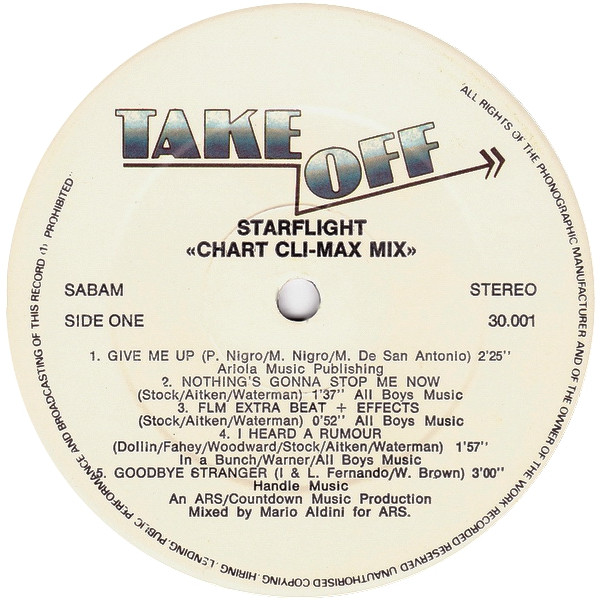 TAKE
OFF
STARFLIGHT
«CHART CLI-MAX MIX»
SABAM
STEREO
SIDE ONE
30.001
1. GIVE ME UP (P. Nigro/M. Nigro/M. De San Antonio) 2'25''
Ariola Music Publishing
2. NOTHING'S GONNA STOP ME NOW
(Stock/Aitken/Waterman) 1'37'' All Boys Music
3. FLM EXTRA BEAT + EFFECTS
(Stock/Aitken/Waterman) 0'52'' All Boys Music
4. I HEARD A RUMOUR
(Dollin/Fahey/Woodward/Stock/Aitken/Waterman) 1'57''
In a Bunch/Warner/All Boys Music
5. GOODBYE STRANGER (I & L. Fernando/W. Brown) 3'00''
Handle Music
An ARS/Countdown Music Production
Mixed by Mario Aldini for ARS.
ALL RIGHTS OF THE PHONOGRAPHIC MANUFACTURER AND OF THE OWNER OF THE WORK RECORDED RESERVED UNAUTHORISED COPYING.HIRING.LENDING.PUBLIC PERFORMANCE AND BROADCASTING OF THIS RECORD (1) PROHIBITED